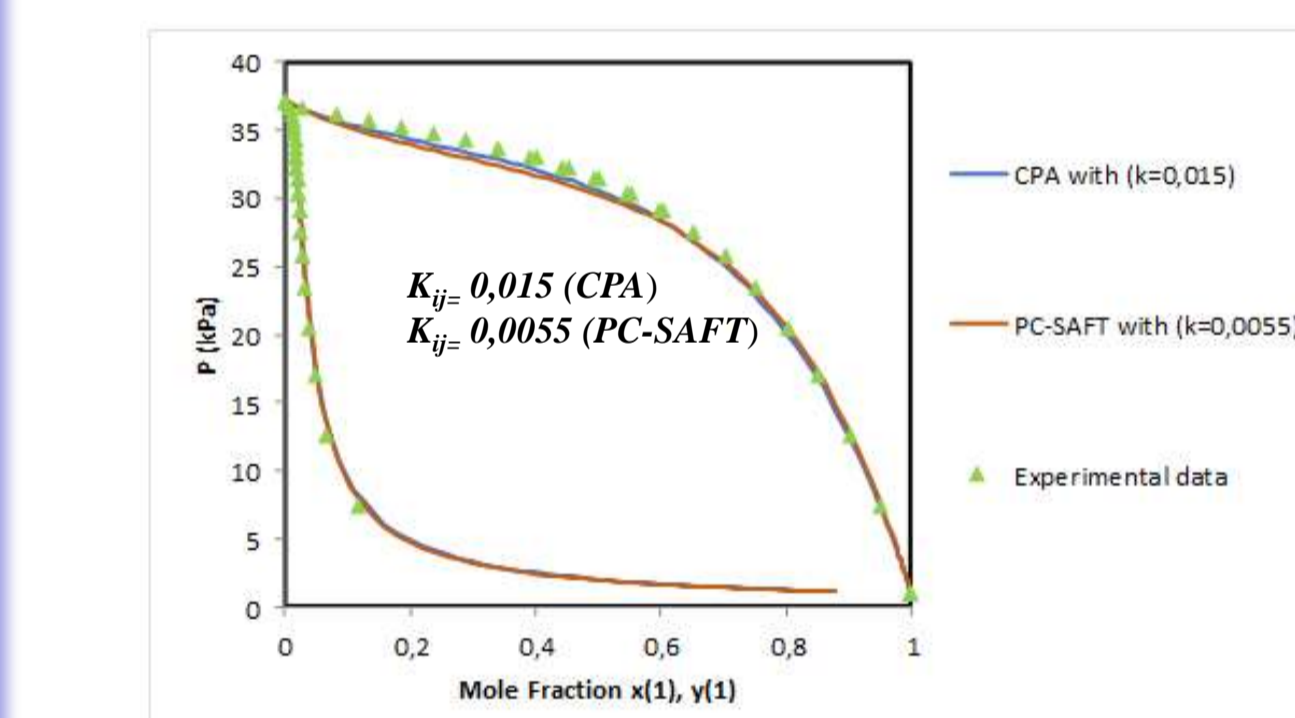 40
35
30
25
20
15
10
5
0
P (kPa)
K_ij= 0,015 (CPA)
K_ij= 0,0055 (PC-SAFT)
0 0,2 0,4 0,6 0,8 1
Mole Fraction x(1), y(1)
CPA with (k=0,015)
PC-SAFT with (k=0,0055)
Experimental data